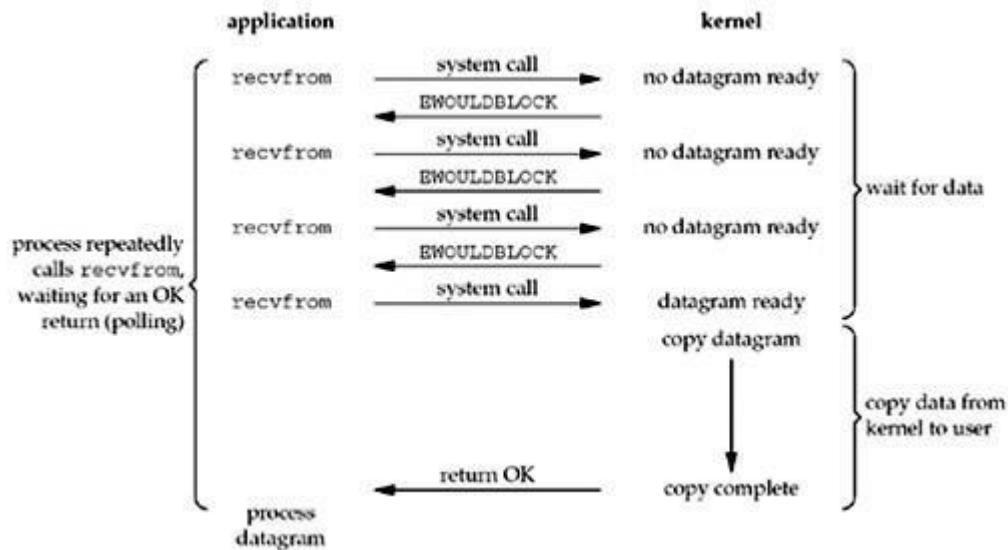 application kernel
recvfrom system call no datagram ready
EWOULDBLOCK
recvfrom system call no datagram ready
EWOULDBLOCK
wait for data
recvfrom system call no datagram ready
process repeatedly
calls recvfrom,
waiting for an OK
return (polling)
EWOULDBLOCK
recvfrom system call datagram ready
copy datagram
copy data from
kernel to user
return OK copy complete
process
datagram